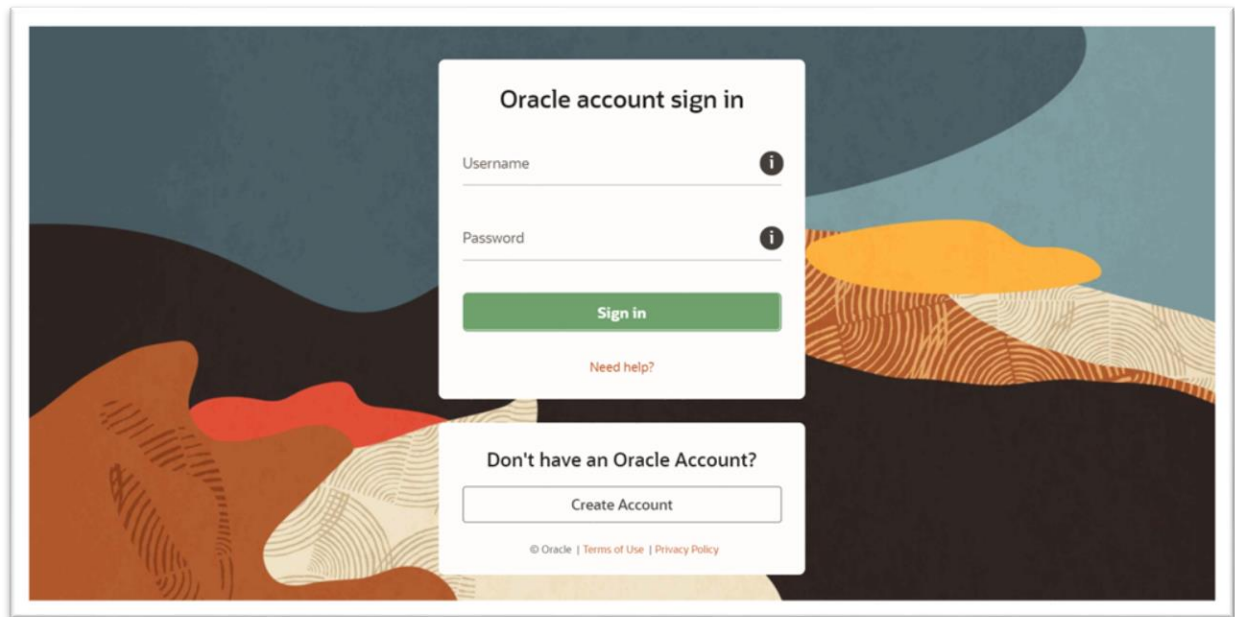 Oracle account sign in
Username
Password
Sign in
Need help?
Don't have an Oracle Account?
Create Account
© Oracle | Terms of Use | Privacy Policy